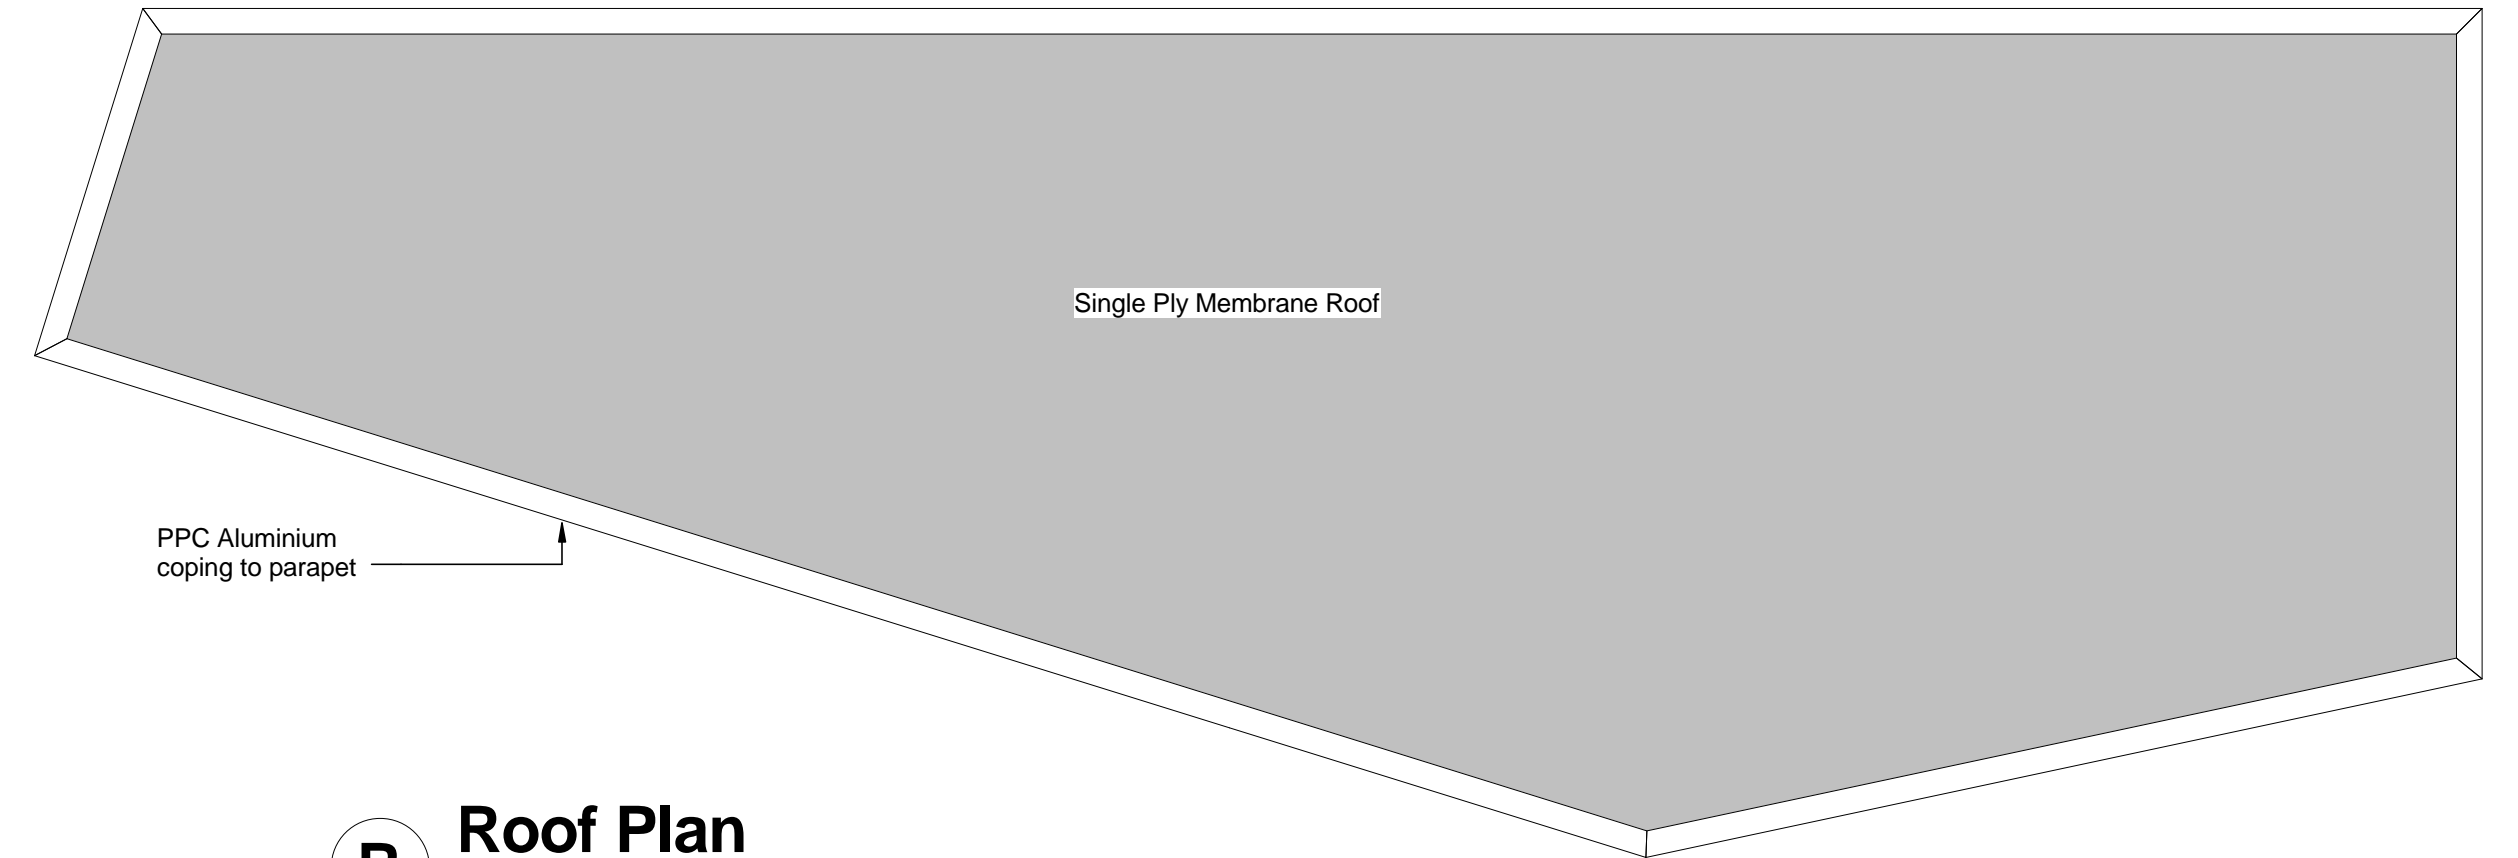 Single Ply Membrane Roof
PPC Aluminium
coping to parapet
Roof Plan